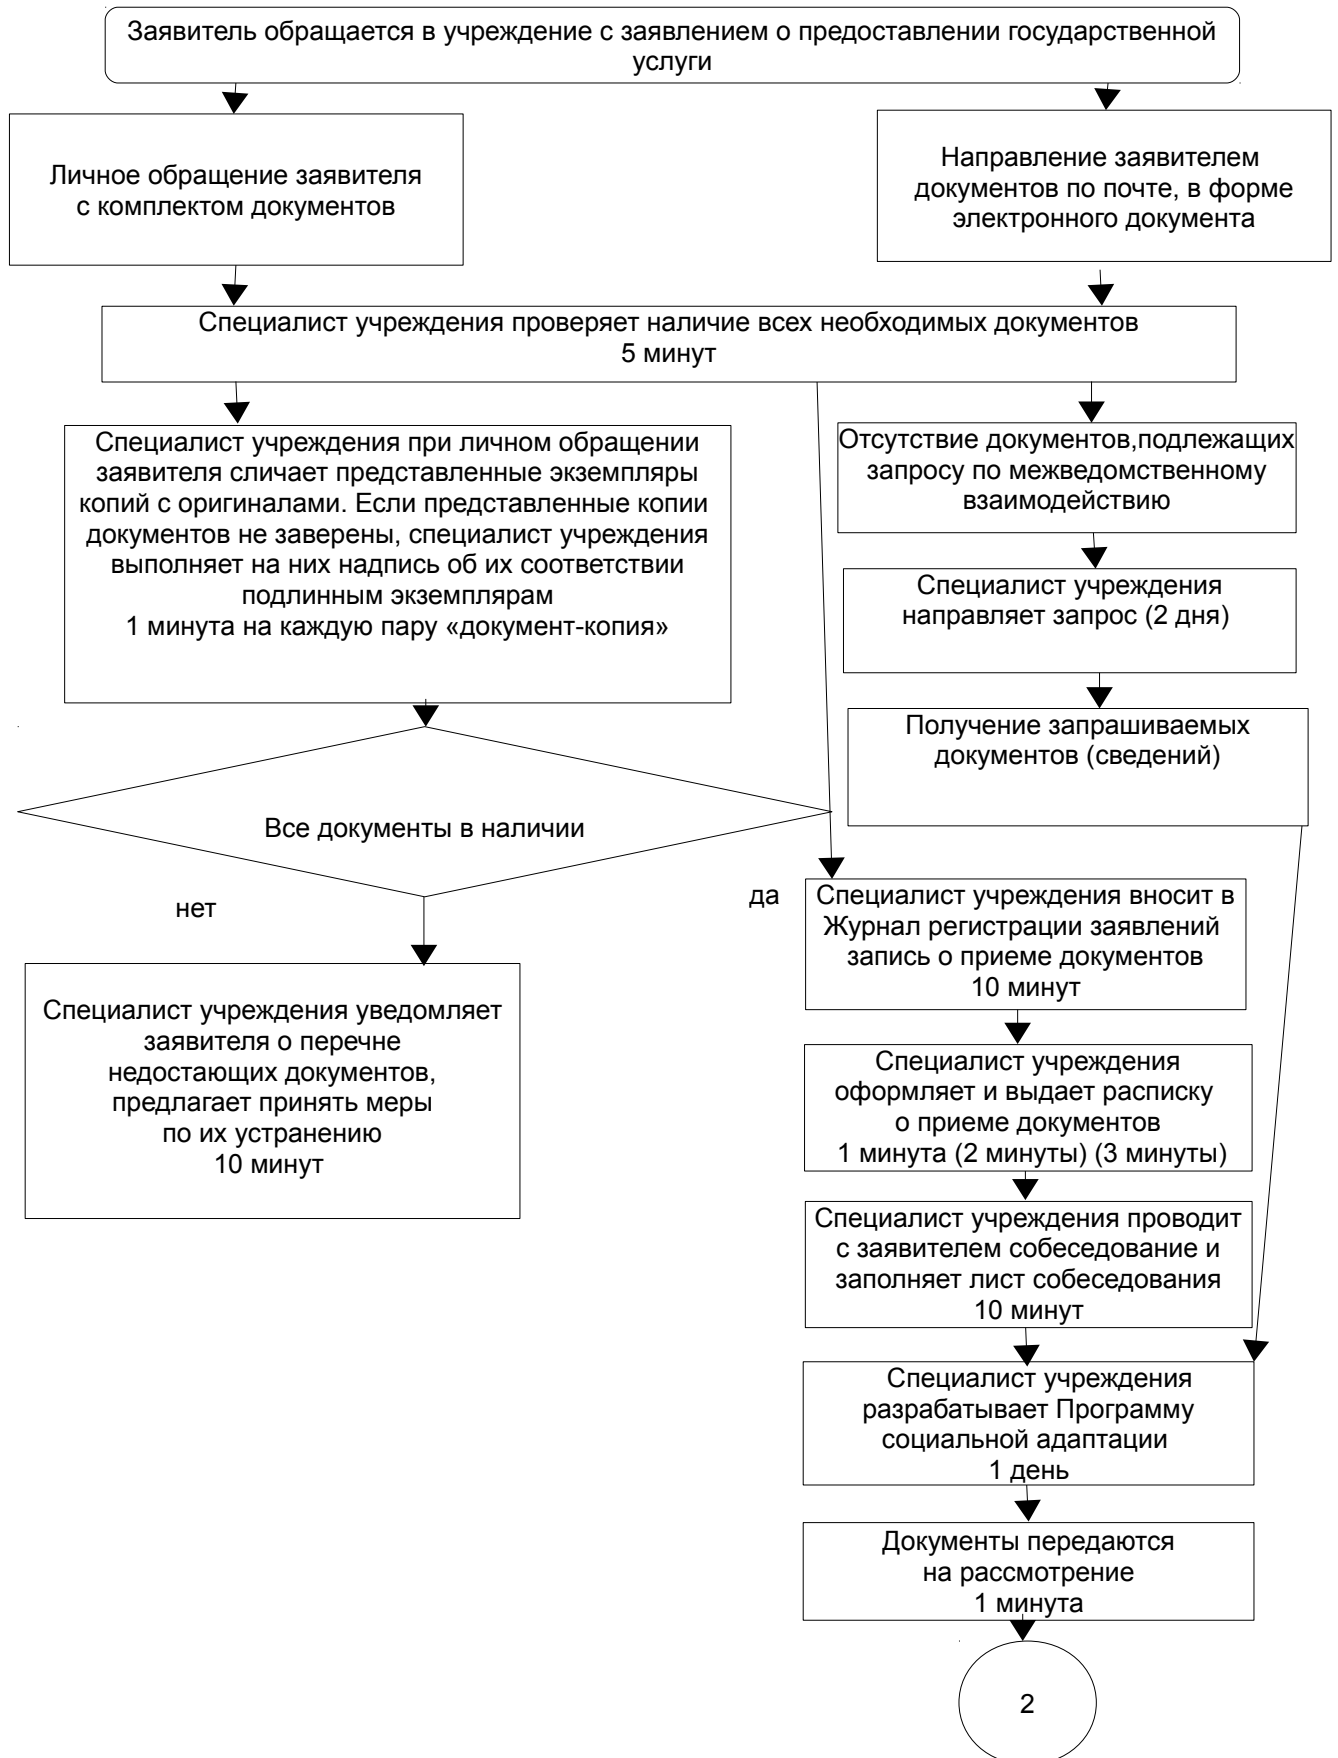 Заявитель обращается в учреждение с заявлением о предоставлении государственной
услуги
Личное обращение заявителя
с комплектом документов
Направление заявителем
документов по почте, в форме
электронного документа
Специалист учреждения проверяет наличие всех необходимых документов
5 минут
Специалист учреждения при личном обращении
заявителя сличает представленные экземпляры
копий с оригиналами. Если представленные копии
документов не заверены, специалист учреждения
выполняет на них надпись об их соответствии
подлинным экземплярам
1 минута на каждую пару «документ-копия»
Отсутствие документов,подлежащих
запросу по межведомственному
взаимодействию
Специалист учреждения
направляет запрос (2 дня)
Получение запрашиваемых
документов (сведений)
Все документы в наличии
нет
да
Специалист учреждения уведомляет
заявителя о перечне
недостающих документов,
предлагает принять меры
по их устранению
10 минут
Специалист учреждения вносит в
Журнал регистрации заявлений
запись о приеме документов
10 минут
Специалист учреждения
оформляет и выдает расписку
о приеме документов
1 минута (2 минуты) (3 минуты)
Специалист учреждения проводит
с заявителем собеседование и
заполняет лист собеседования
10 минут
Специалист учреждения
разрабатывает Программу
социальной адаптации
1 день
Документы передаются
на рассмотрение
1 минута
2